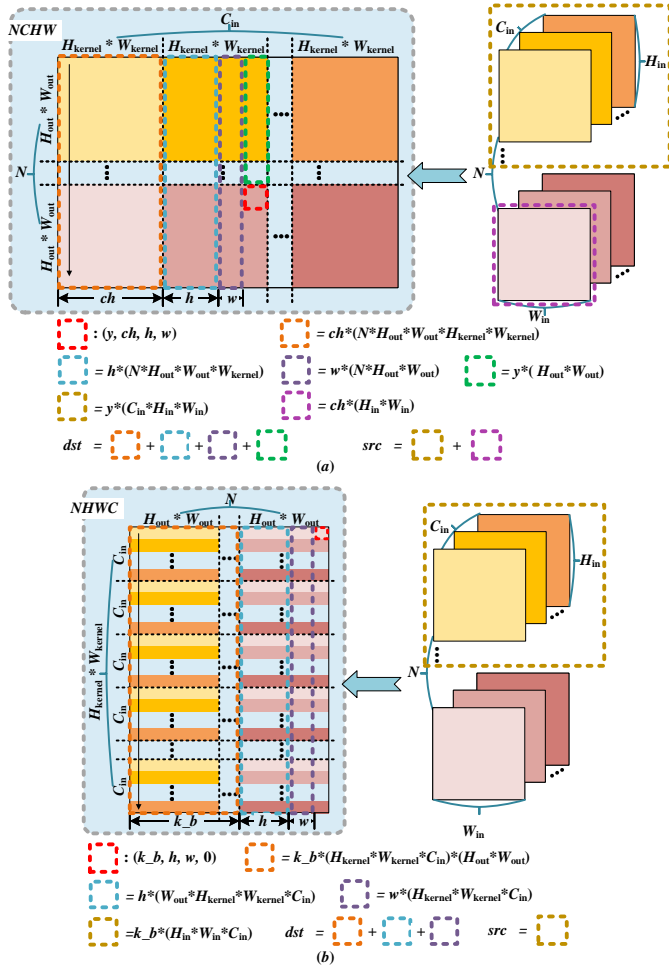 NCHW
C_in
H_kernel * W_kernel H_kernel * W_kernel H_kernel * W_kernel
H_out * W_out
N
H_out * W_out
ch h w
C_in
H_in
N
W_in
: (y, ch, h, w) = ch*(N*H_out*W_out*H_kernel*W_kernel)
= h*(N*H_out*W_out*W_kernel) = w*(N*H_out*W_out) = y*( H_out*W_out)
= y*(C_in*H_in*W_in) = ch*(H_in*W_in)
dst = + + + src = +
(a)
NHWC
N
H_out * W_out H_out * W_out
H_kernel * W_kernel
C_in
C_in
C_in
C_in
C_in
k_b h w
C_in
H_in
N
W_in
: (k_b, h, w, 0) = k_b*(H_kernel*W_kernel*C_in)*(H_out*W_out)
= h*(W_out*H_kernel*W_kernel*C_in) = w*(H_kernel*W_kernel*C_in)
=k_b*(H_in*W_in*C_in) dst = + + src =
(b)